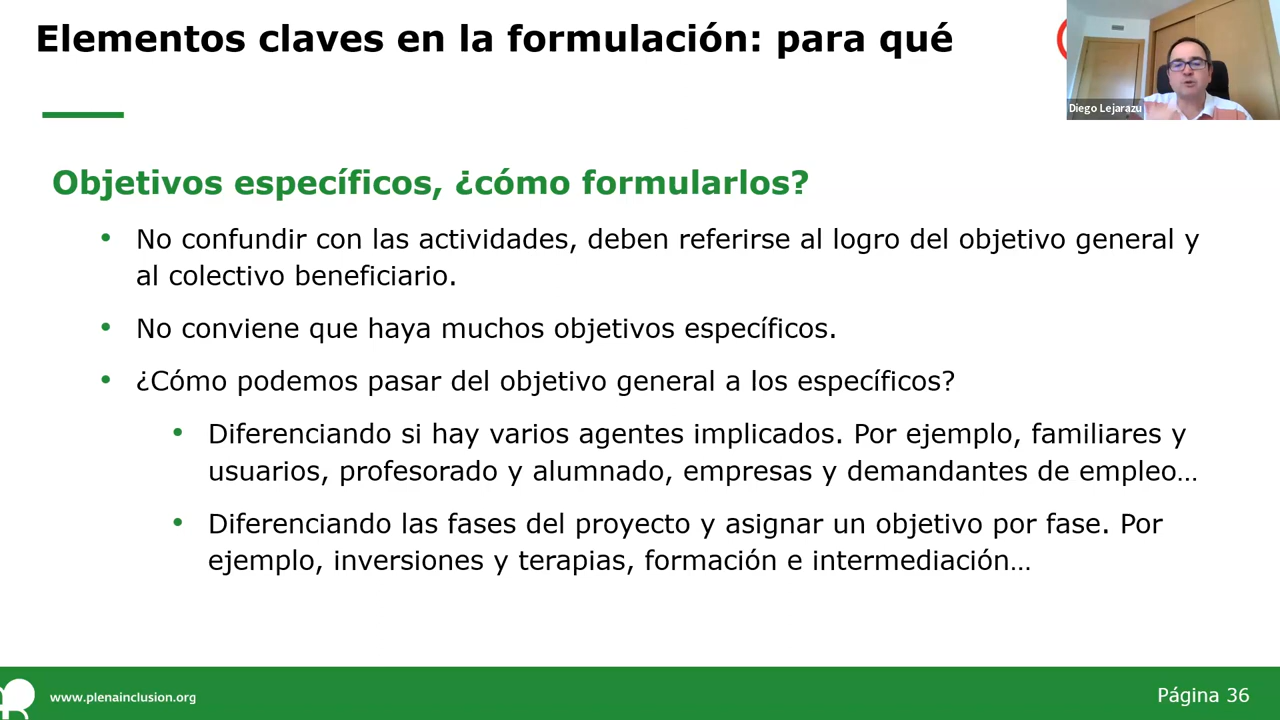 Elementos claves en la formulación: para qué
Diego Lejarazu
Objetivos específicos, ¿cómo formularlos?
• No confundir con las actividades, deben referirse al logro del objetivo general y
al colectivo beneficiario.
• No conviene que haya muchos objetivos específicos.
• ¿Cómo podemos pasar del objetivo general a los específicos?
• Diferenciando si hay varios agentes implicados. Por ejemplo, familiares y
usuarios, profesorado y alumnado, empresas y demandantes de empleo…
• Diferenciando las fases del proyecto y asignar un objetivo por fase. Por
ejemplo, inversiones y terapias, formación e intermediación…
www.plenainclusion.org
Página 36